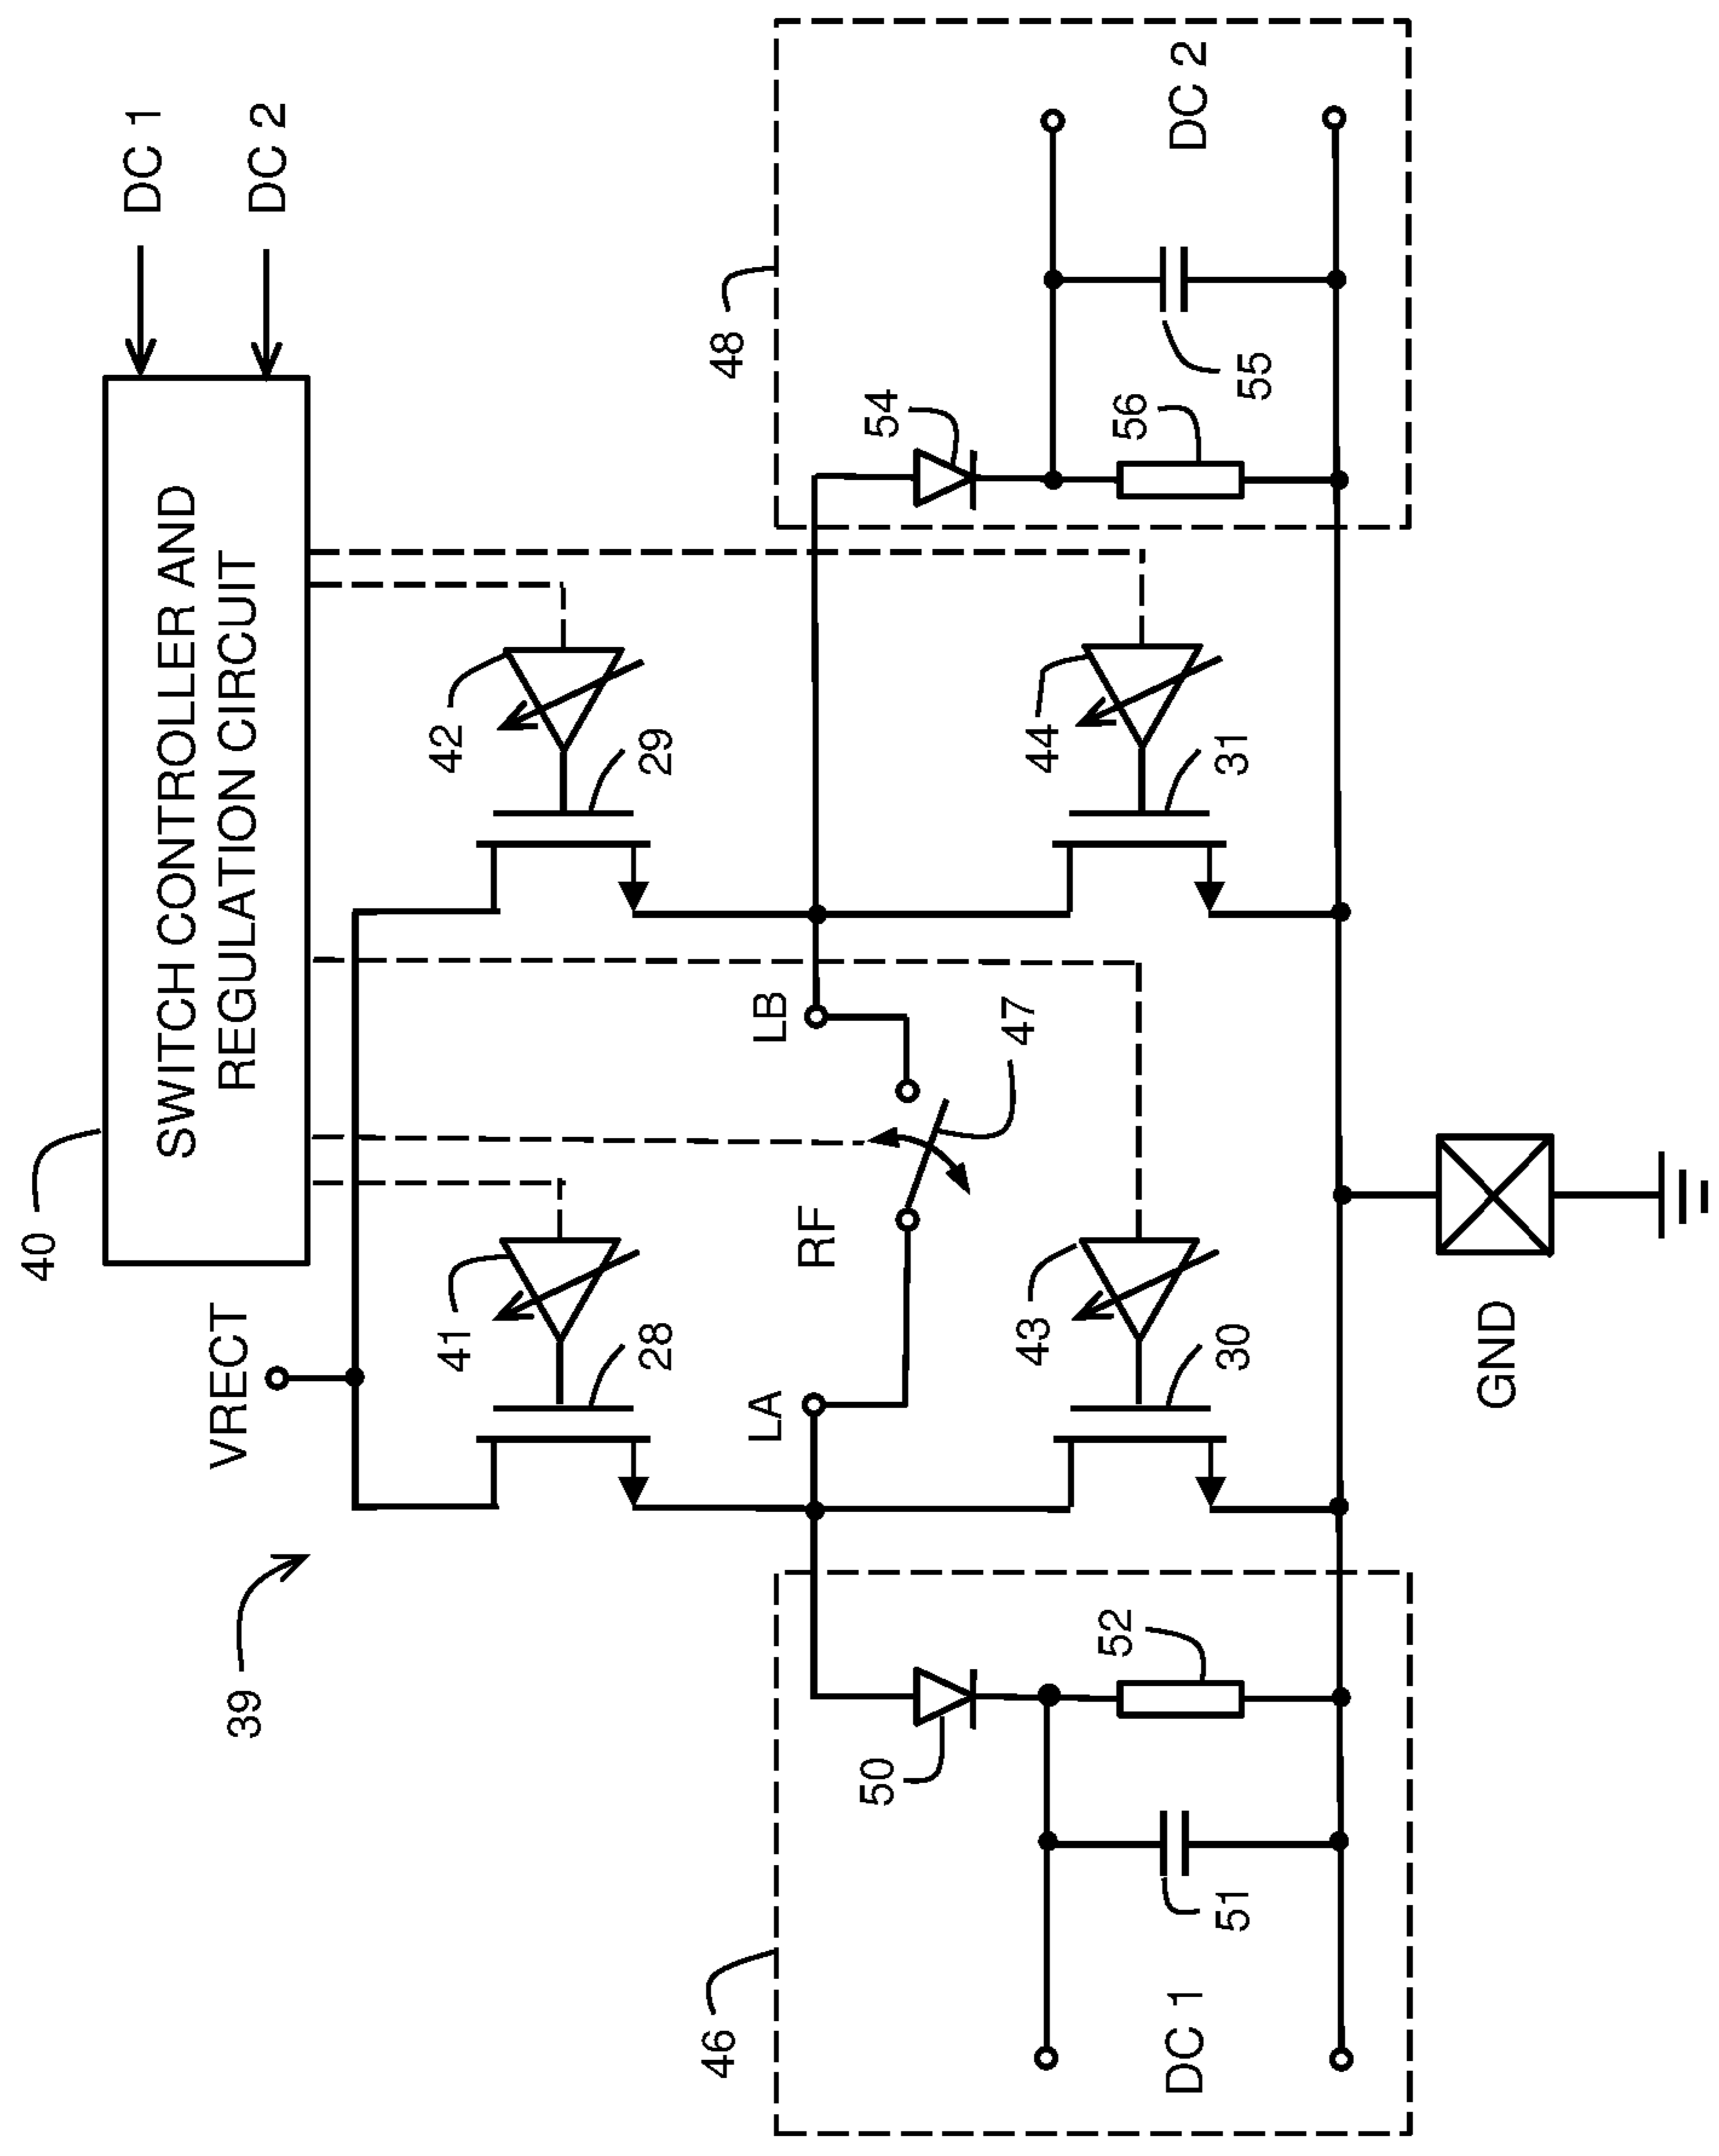 39
VRECT
40
SWITCH CONTROLLER AND
REGULATION CIRCUIT
DC 1
DC 2
41
28
42
29
46
LA
RF
LB
47
48
50
52
51
DC 1
43
30
44
31
54
56
55
DC 2
GND